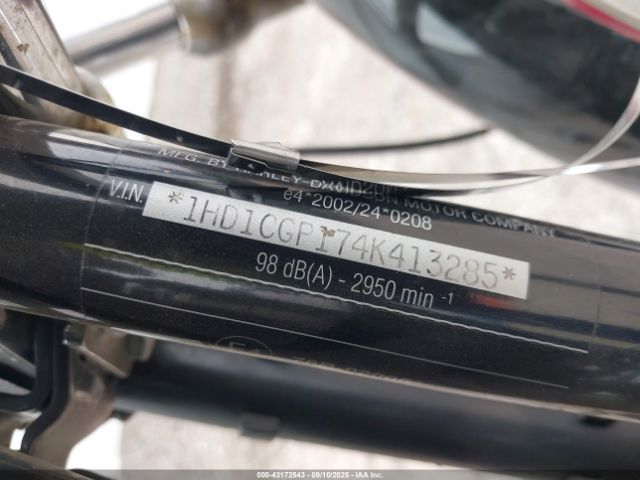 MFG. BY HARLEY-DAVIDSON MOTOR COMPANY
e4*2002/24*0208
V.I.N. *1HD1CGP174K413285*
98 dB(A) - 2950 min -1
000-43172543 - 09/10/2025 - IAA Inc.